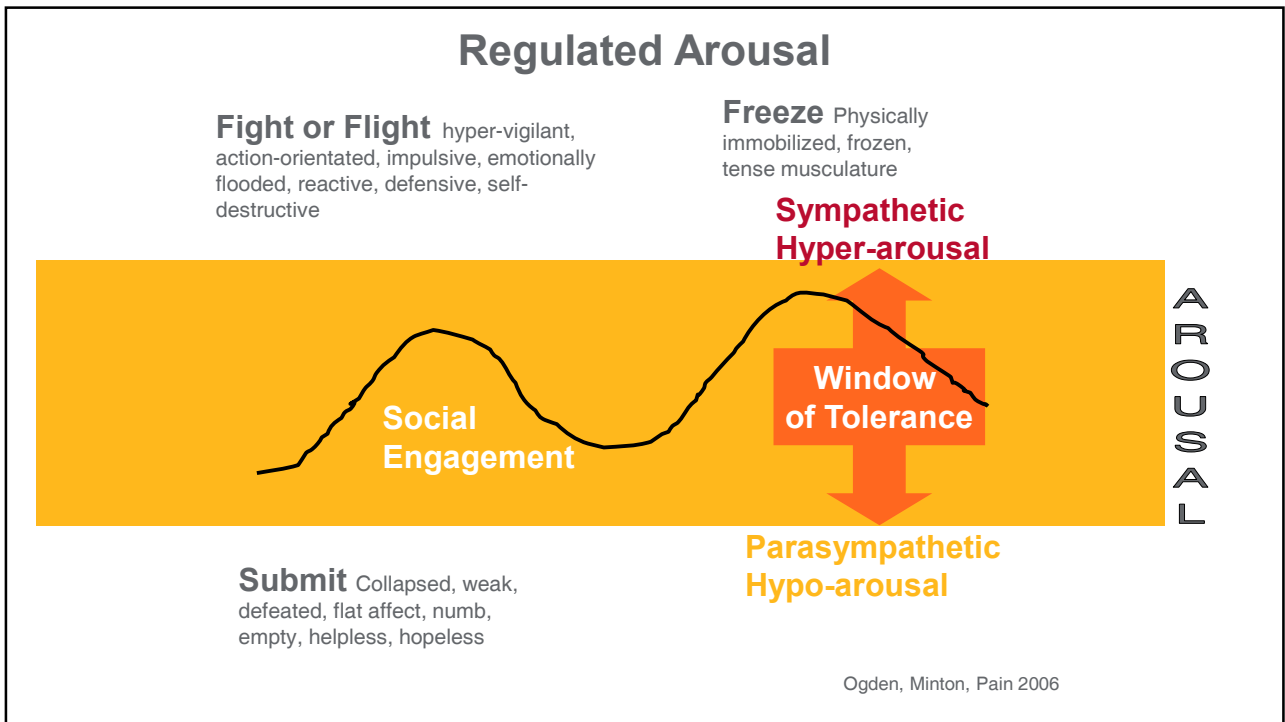 Regulated Arousal
Fight or Flight hyper-vigilant,
action-orientated, impulsive, emotionally
flooded, reactive, defensive, self-
destructive
Freeze Physically
immobilized, frozen,
tense musculature
Sympathetic
Hyper-arousal
Social
Engagement
Window
of Tolerance
AROUSAL
Parasympathetic
Hypo-arousal
Submit Collapsed, weak,
defeated, flat affect, numb,
empty, helpless, hopeless
Ogden, Minton, Pain 2006